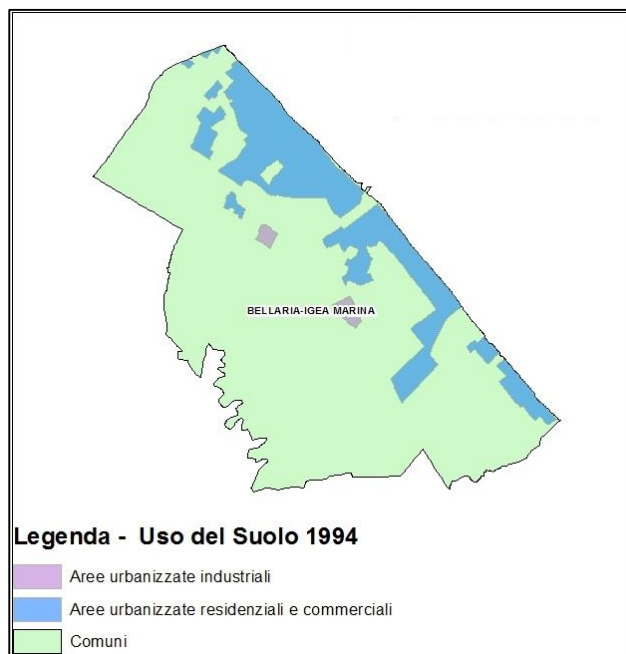 BELLARIA-IGEA MARINA
Legenda - Uso del Suolo 1994
Aree urbanizzate industriali
Aree urbanizzate residenziali e commerciali
Comuni